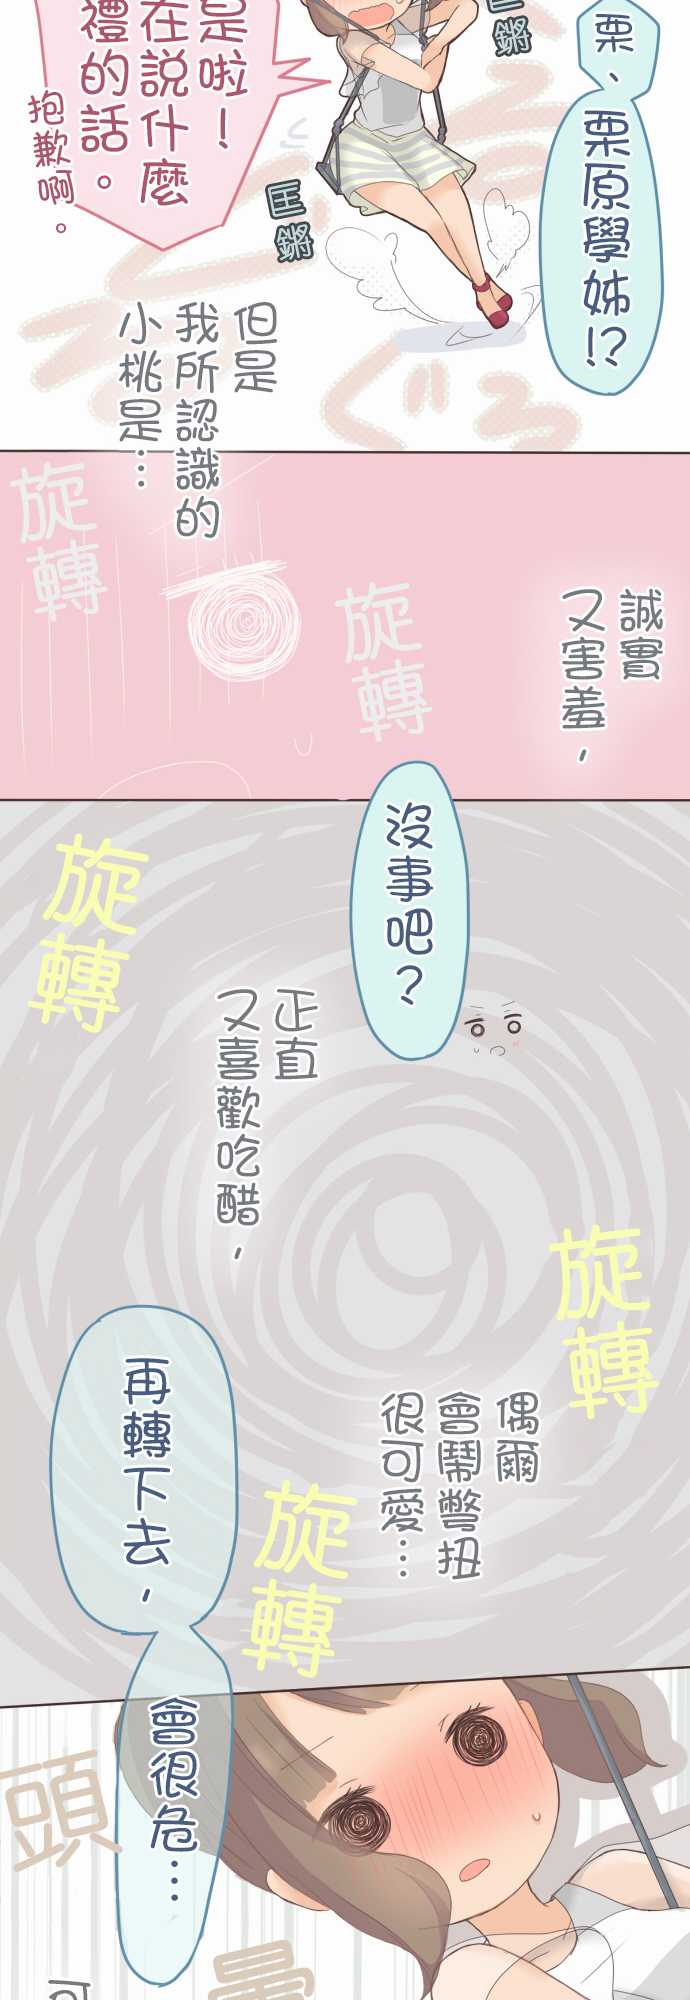 栗、
栗原學姊!?
匡鏘
是啦！
在說什麼
禮的話。
抱歉啊。
匡鏘
ぐる
但是
我所認識的
小桃是…
誠實
又害羞，
旋轉
旋轉
沒事吧？
旋轉
正直
又喜歡吃醋，
旋轉
偶爾
會鬧彆扭
很可愛…
再轉下去，
旋轉
會很危…
頭
暈